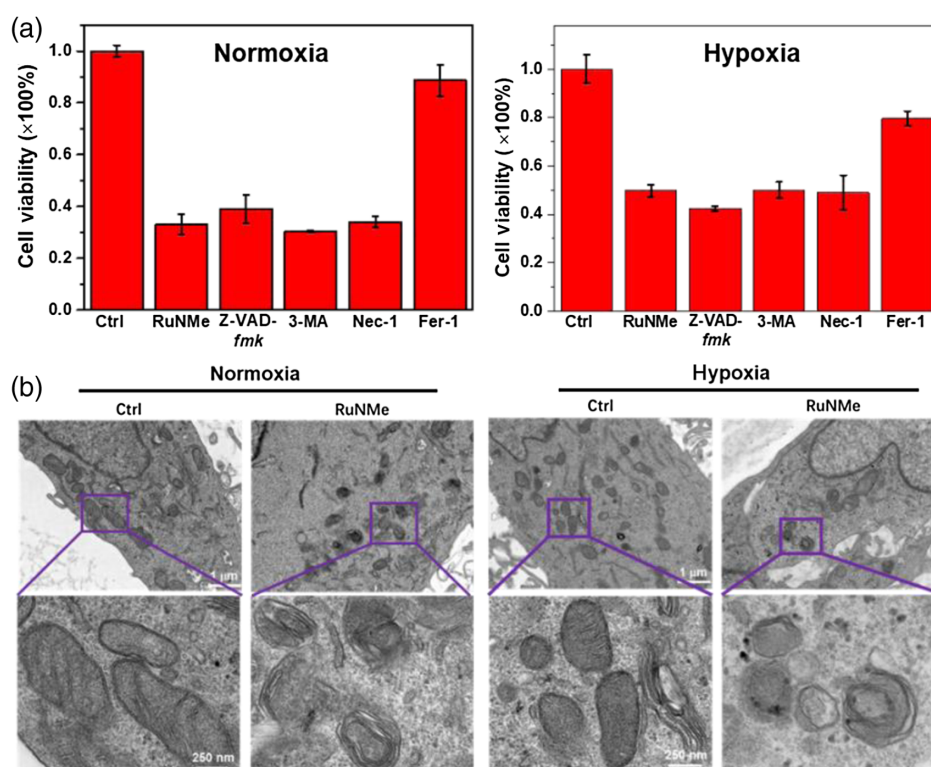 (a)
Normoxia
Cell viability (×100%)
1.0
0.8
0.6
0.4
0.2
0.0
Ctrl RuNMe Z-VAD-fmk 3-MA Nec-1 Fer-1
Hypoxia
Cell viability ( ×100%)
1.0
0.8
0.6
0.4
0.2
0.0
Ctrl RuNMe Z-VAD-fmk 3-MA Nec-1 Fer-1
(b)
Normoxia Hypoxia
Ctrl RuNMe Ctrl RuNMe
1 μm 1 μm
250 nm 250 nm